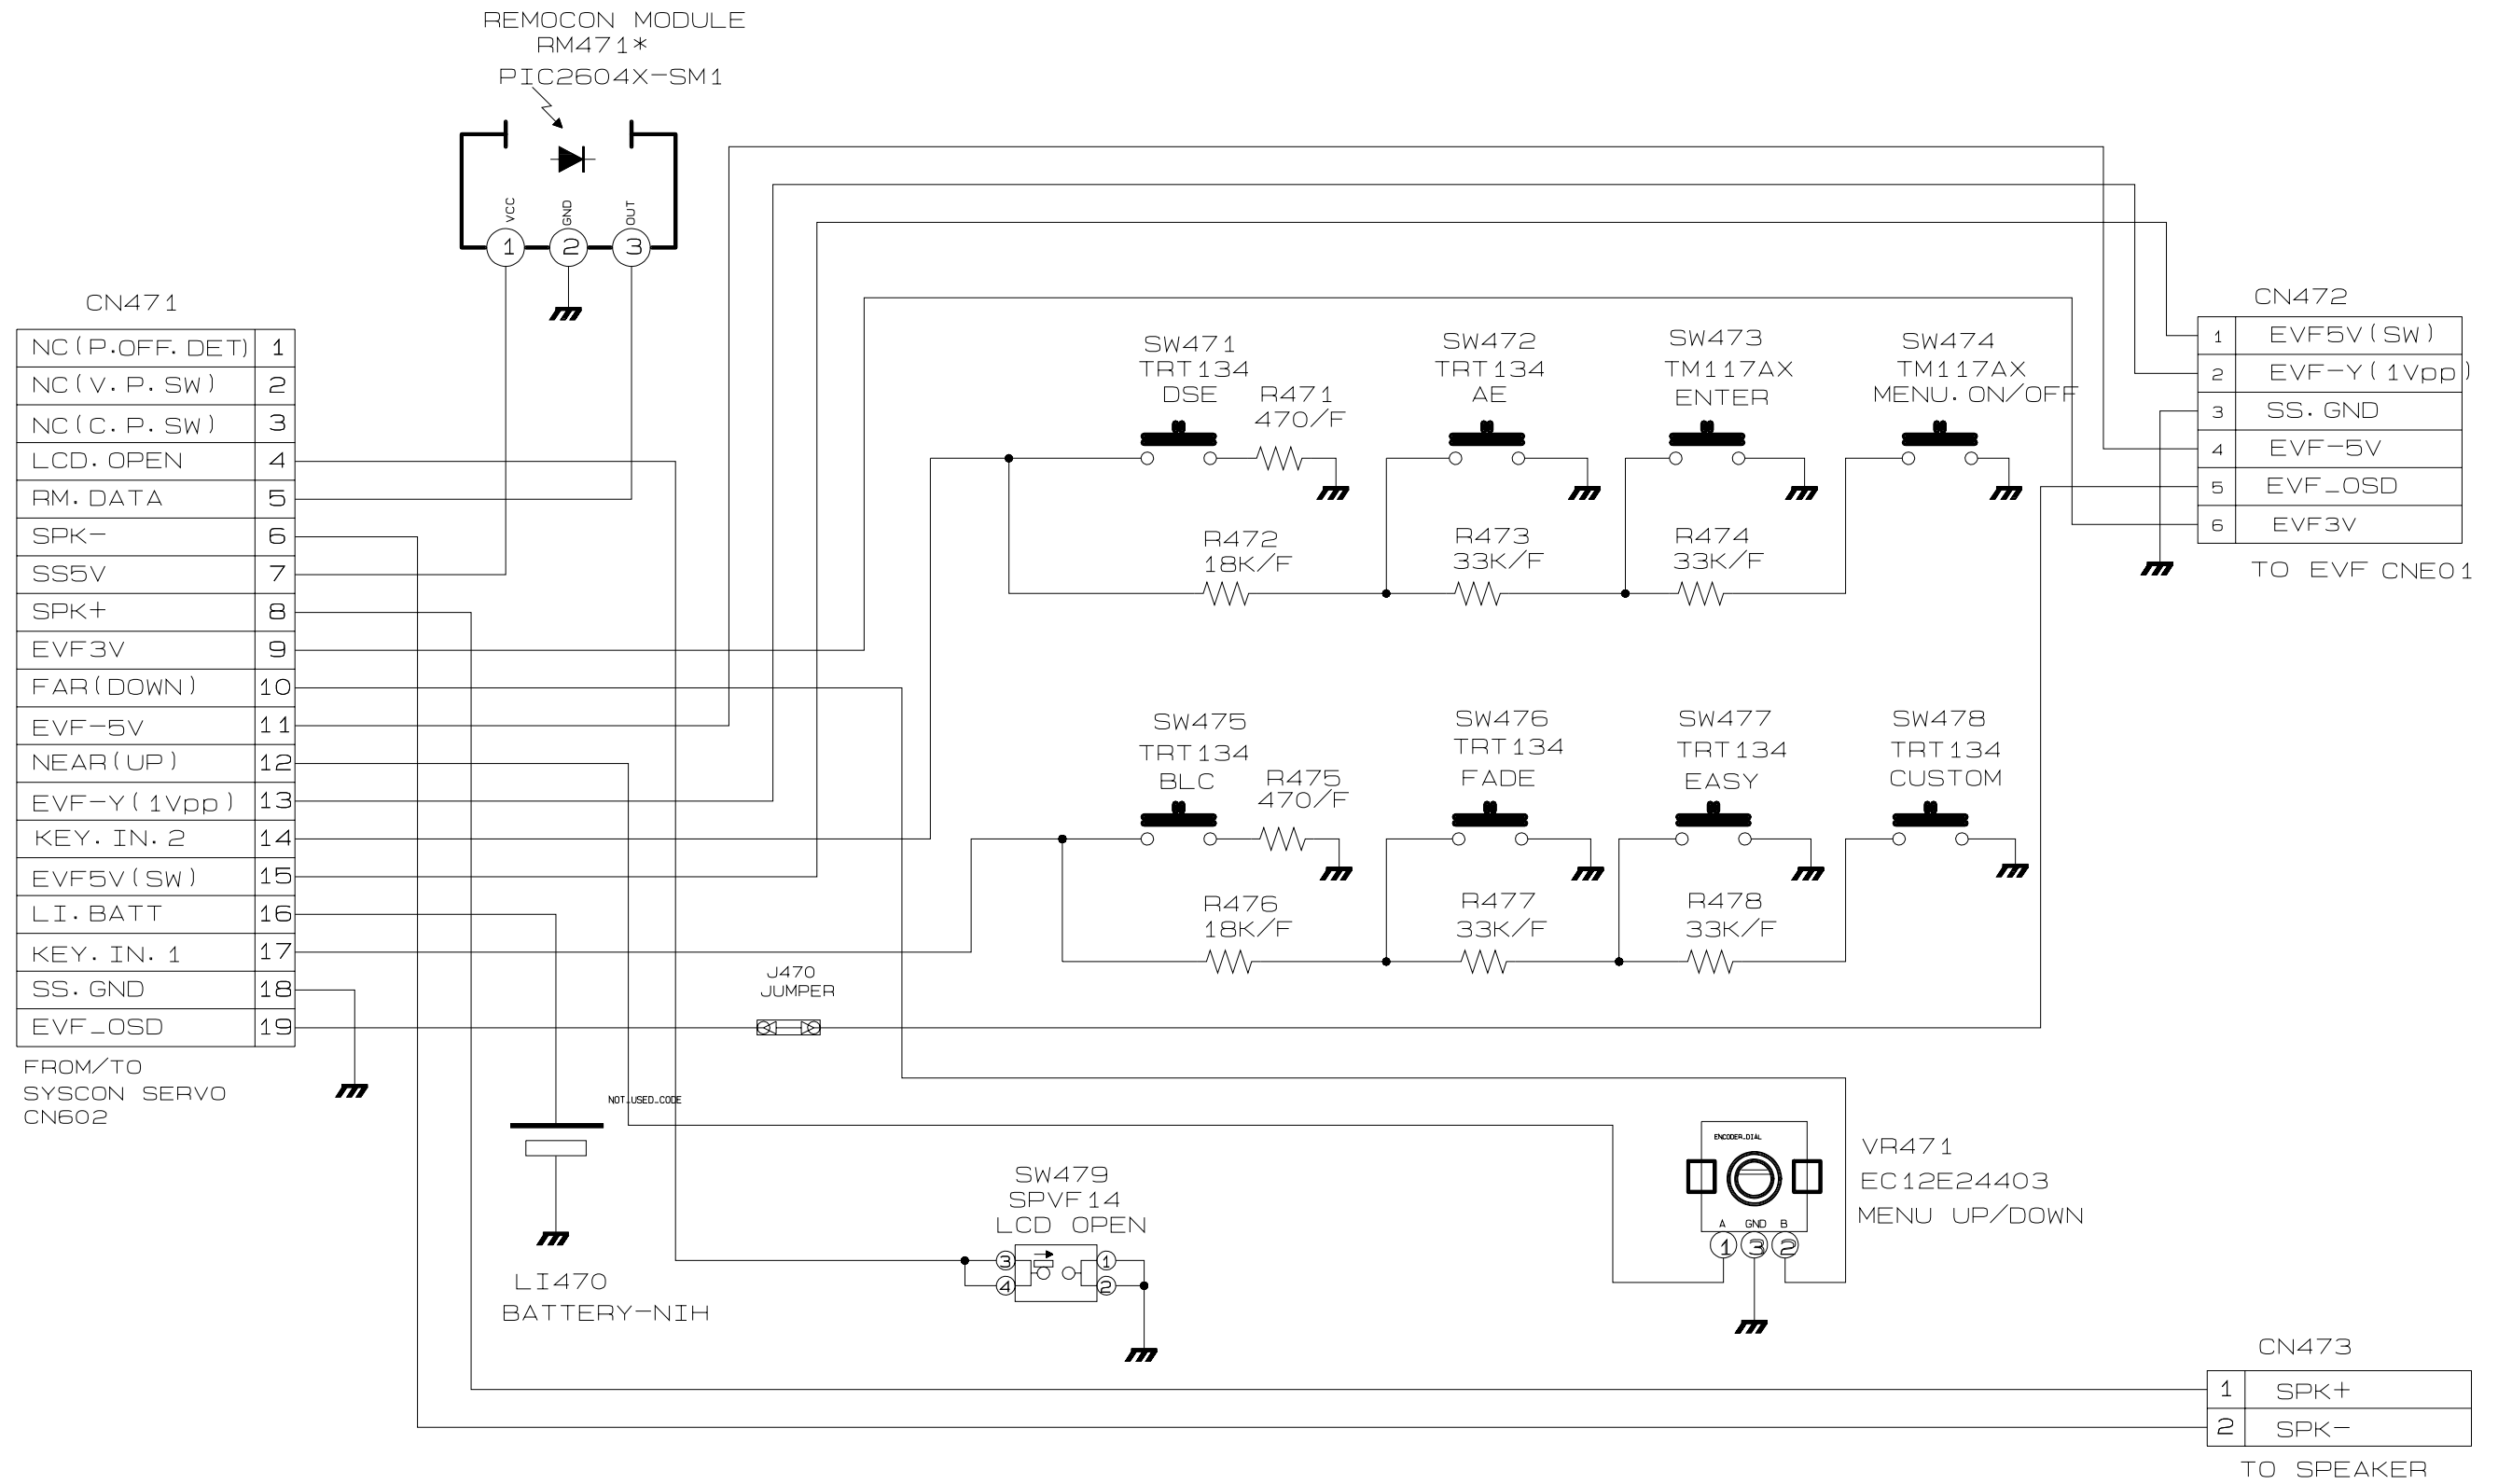 REMOCON MODULE
RM471*
PIC2604X-SM1
VCC
GND
OUT
1
2
3
CN471
NC(P.OFF.DET) 1
NC(V.P.SW) 2
NC(C.P.SW) 3
LCD.OPEN 4
RM.DATA 5
SPK- 6
SS5V 7
SPK+ 8
EVF3V 9
FAR(DOWN) 10
EVF-5V 11
NEAR(UP) 12
EVF-Y(1Vpp) 13
KEY.IN.2 14
EVF5V(SW) 15
LI.BATT 16
KEY.IN.1 17
SS.GND 18
EVF_OSD 19
FROM/TO
SYSCON SERVO
CN602
SW471
TRT134
DSE
R471
470/F
SW472
TRT134
AE
SW473
TM117AX
ENTER
SW474
TM117AX
MENU.ON/OFF
R472
18K/F
R473
33K/F
R474
33K/F
CN472
1 EVF5V(SW)
2 EVF-Y(1Vpp)
3 SS.GND
4 EVF-5V
5 EVF_OSD
6 EVF3V
TO EVF CNE01
SW475
TRT134
BLC
R475
470/F
SW476
TRT134
FADE
SW477
TRT134
EASY
SW478
TRT134
CUSTOM
R476
18K/F
R477
33K/F
R478
33K/F
J470
JUMPER
NOT_USED_CODE
LI470
BATTERY-NIH
SW479
SPVF14
LCD OPEN
3
1
4
2
ENCODER_DIAL
A GND B
1 3 2
VR471
EC12E24403
MENU UP/DOWN
CN473
1 SPK+
2 SPK-
TO SPEAKER